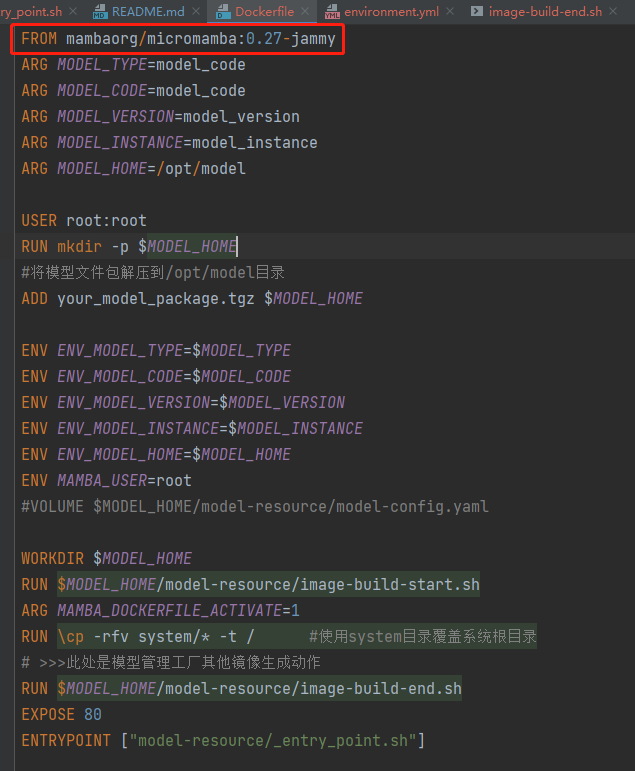 ry_point.sh README.md Dockerfile environment.yml image-build-end.sh
FROM mambaorg/micromamba:0.27-jammy
ARG MODEL_TYPE=model_code
ARG MODEL_CODE=model_code
ARG MODEL_VERSION=model_version
ARG MODEL_INSTANCE=model_instance
ARG MODEL_HOME=/opt/model
USER root:root
RUN mkdir -p $MODEL_HOME
#将模型文件包解压到/opt/model目录
ADD your_model_package.tgz $MODEL_HOME
ENV ENV_MODEL_TYPE=$MODEL_TYPE
ENV ENV_MODEL_CODE=$MODEL_CODE
ENV ENV_MODEL_VERSION=$MODEL_VERSION
ENV ENV_MODEL_INSTANCE=$MODEL_INSTANCE
ENV ENV_MODEL_HOME=$MODEL_HOME
ENV MAMBA_USER=root
#VOLUME $MODEL_HOME/model-resource/model-config.yaml
WORKDIR $MODEL_HOME
RUN $MODEL_HOME/model-resource/image-build-start.sh
ARG MAMBA_DOCKERFILE_ACTIVATE=1
RUN \cp -rfv system/* -t / #使用system目录覆盖系统根目录
# >>>此处是模型管理工厂其他镜像生成动作
RUN $MODEL_HOME/model-resource/image-build-end.sh
EXPOSE 80
ENTRYPOINT ["model-resource/_entry_point.sh"]